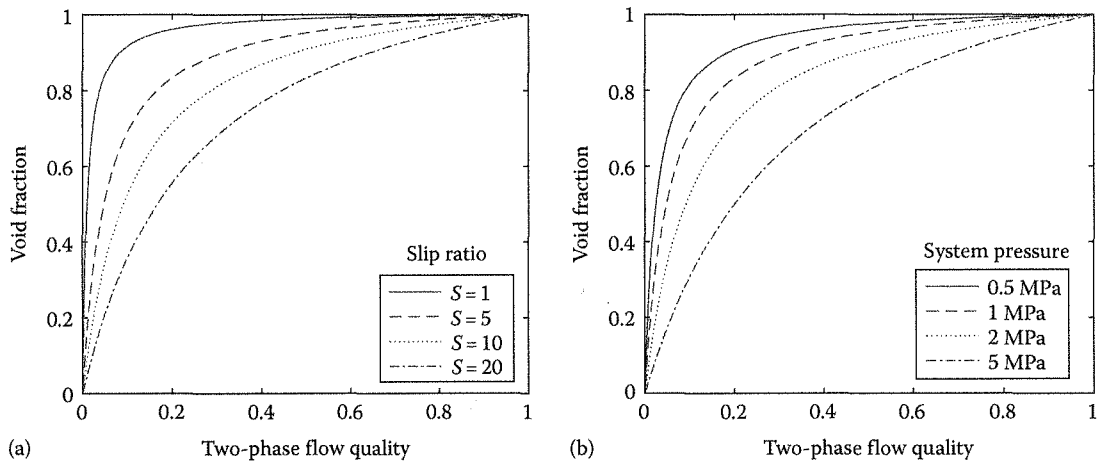 1
0.8
0.6
0.4
0.2
0
Void fraction
Slip ratio
S = 1
S = 5
S = 10
S = 20
0 0.2 0.4 0.6 0.8 1
(a) Two-phase flow quality
1
0.8
0.6
0.4
0.2
0
Void fraction
System pressure
0.5 MPa
1 MPa
2 MPa
5 MPa
0 0.2 0.4 0.6 0.8 1
(b) Two-phase flow quality